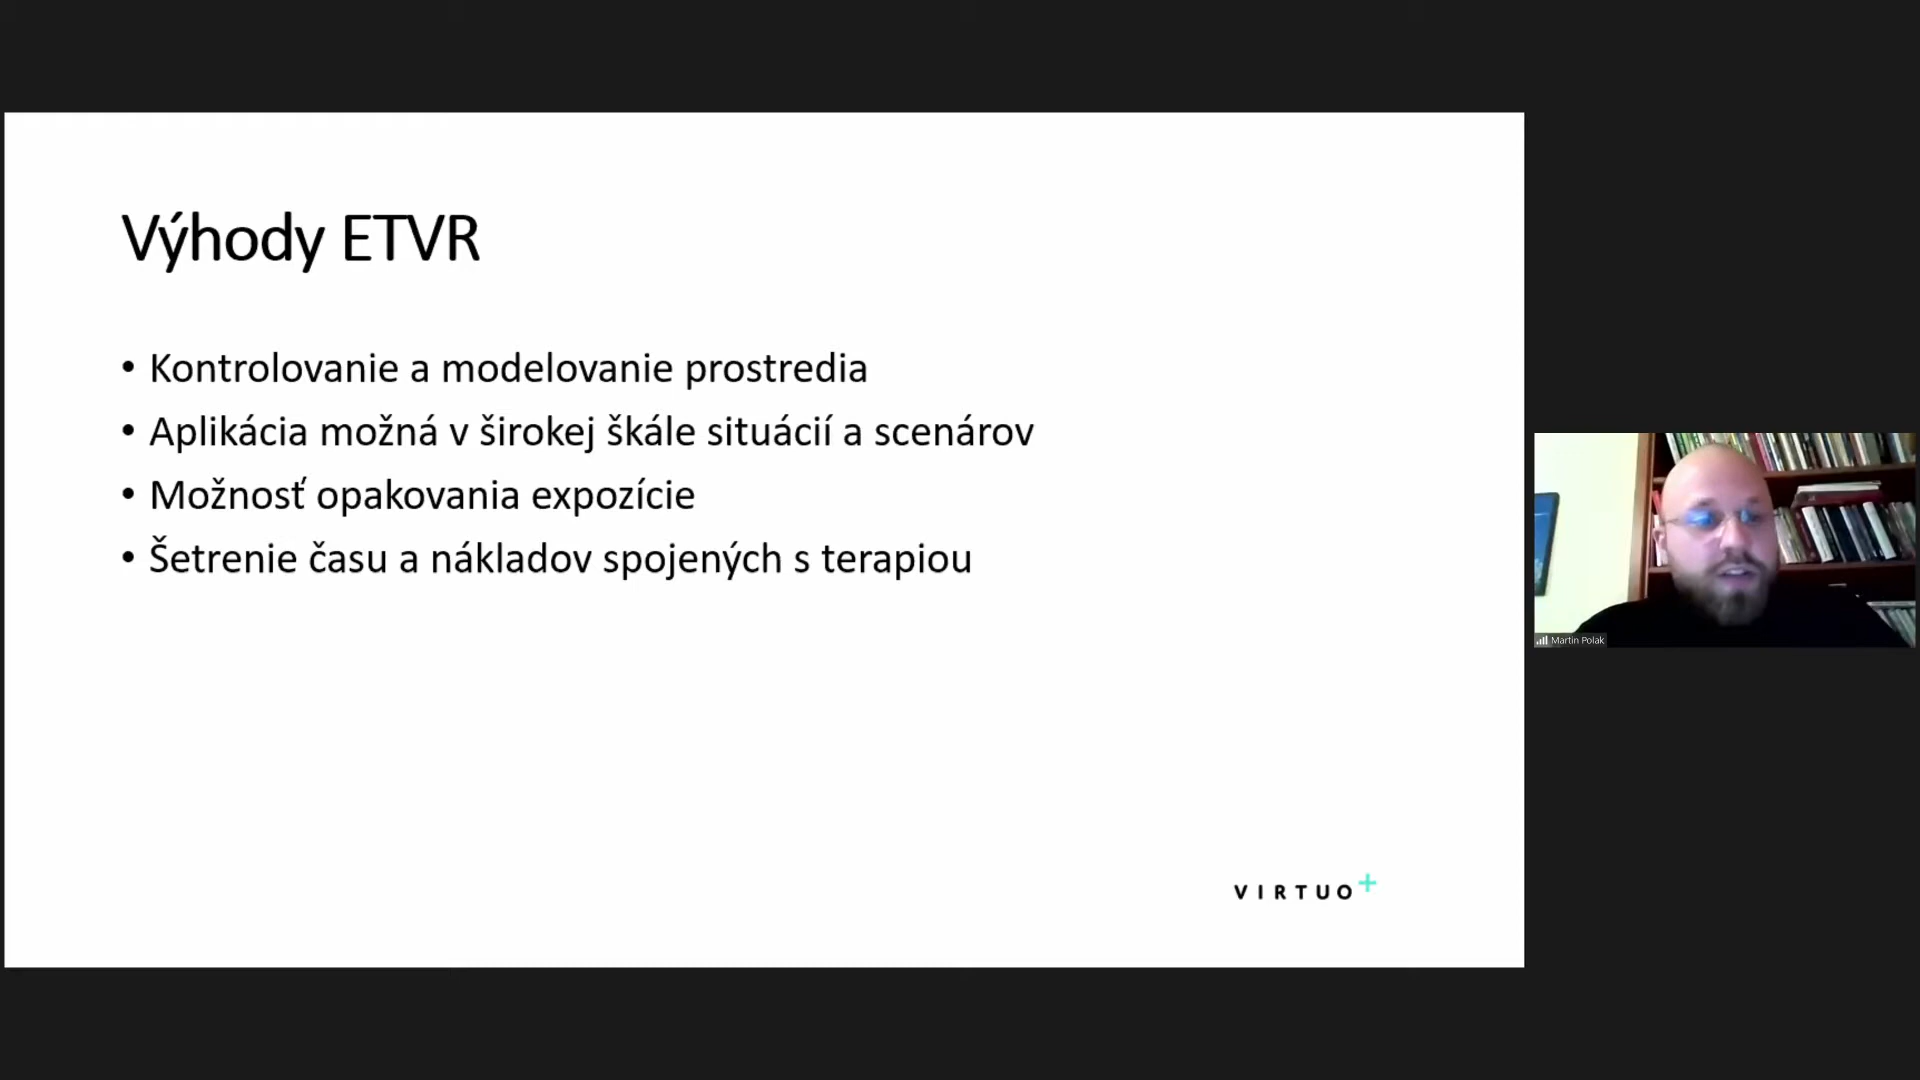 Výhody ETVR
• Kontrolovanie a modelovanie prostredia
• Aplikácia možná v širokej škále situácií a scenárov
• Možnosť opakovania expozície
• Šetrenie času a nákladov spojených s terapiou
VIRTUO+
Martin Polak